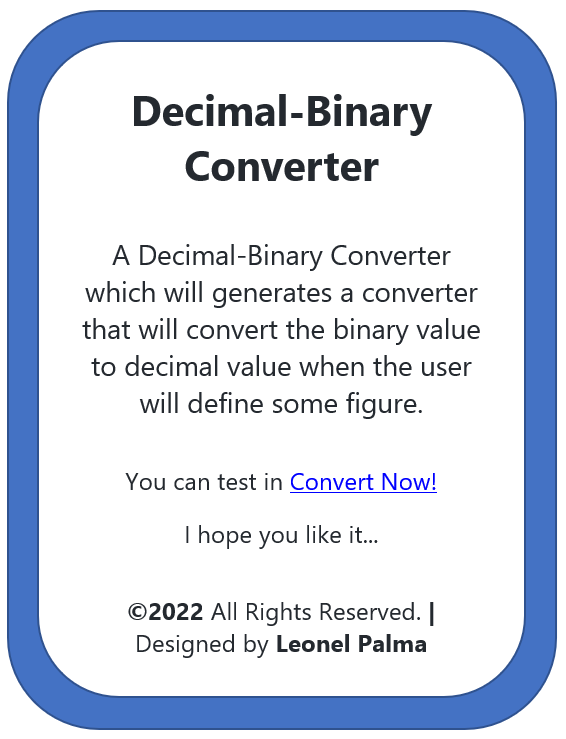 Decimal-Binary
Converter
A Decimal-Binary Converter
which will generates a converter
that will convert the binary value
to decimal value when the user
will define some figure.
You can test in Convert Now!
I hope you like it...
©2022 All Rights Reserved. |
Designed by Leonel Palma